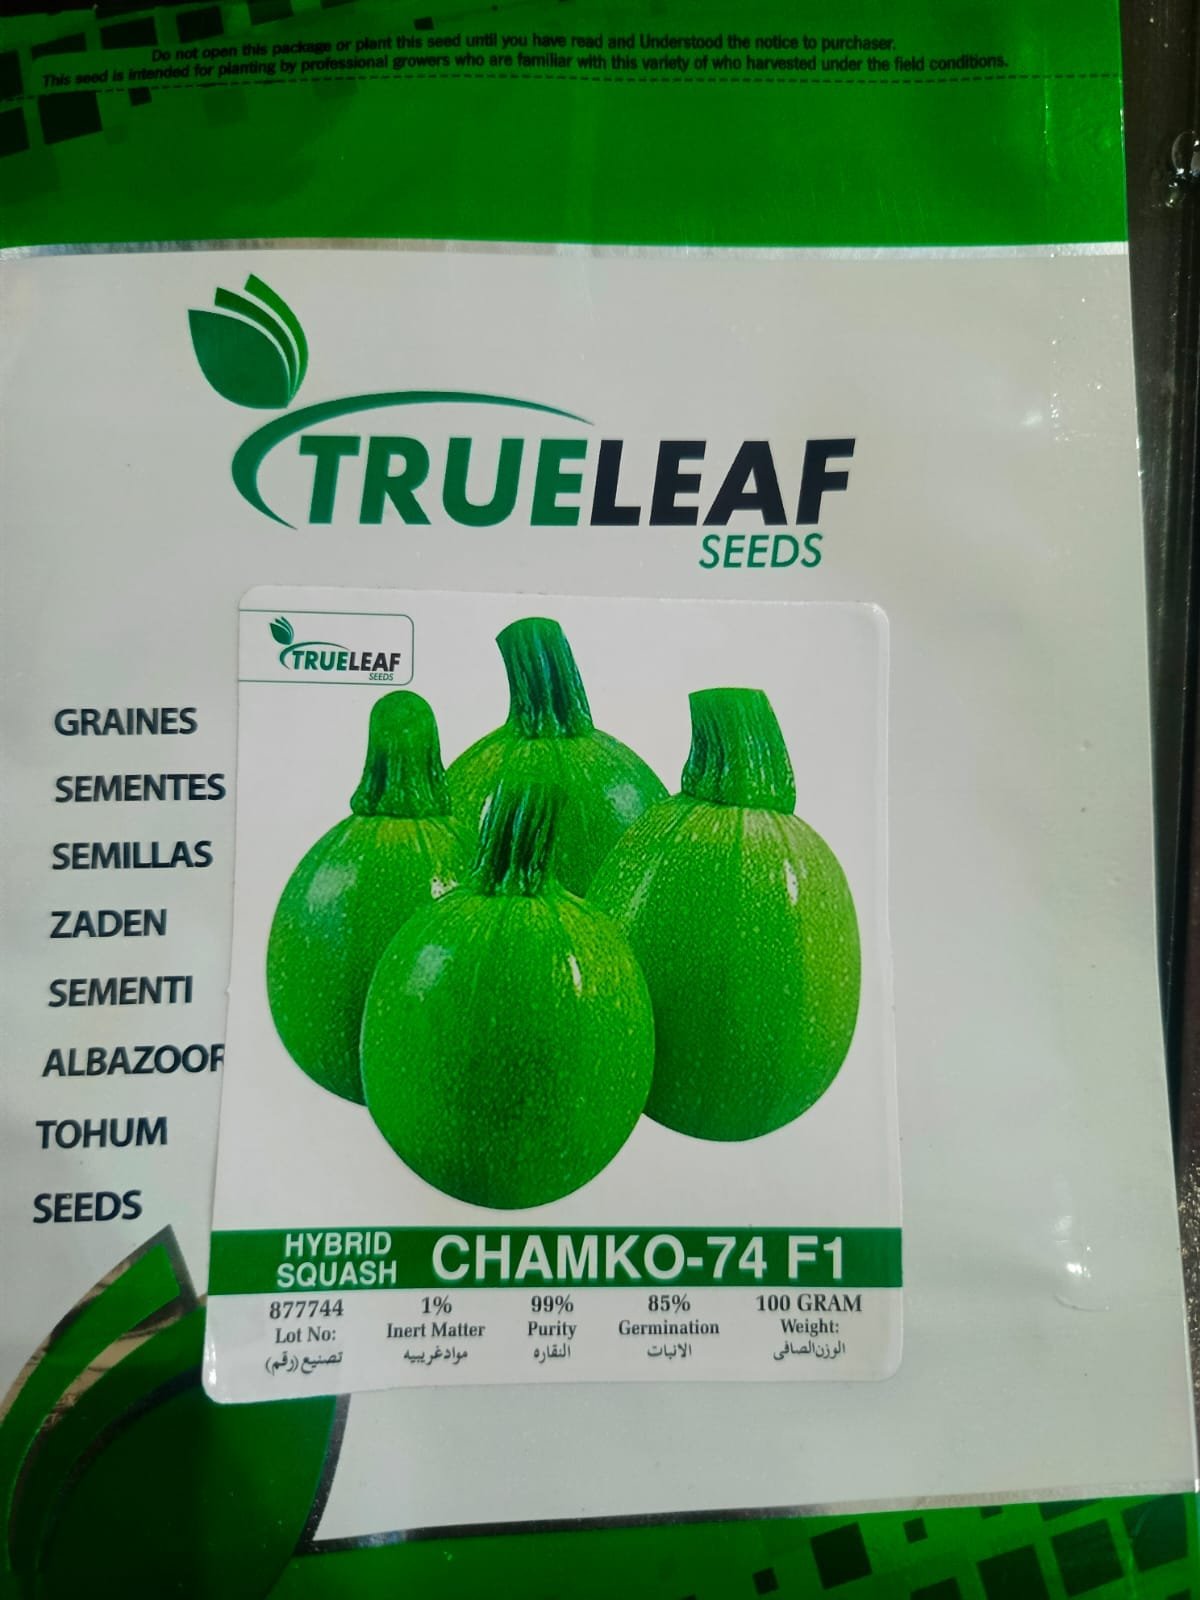 Do not open this package or plant this seed until you have read and Understood the notice to purchaser.
This seed is intended for planting by professional growers who are familiar with this variety of who harvested under the field conditions.
TRUELEAF
SEEDS
TRUELEAF
SEEDS
GRAINES
SEMENTES
SEMILLAS
ZADEN
SEMENTI
ALBAZOOR
TOHUM
SEEDS
HYBRID
SQUASH
CHAMKO-74 F1
877744 1% 99% 85% 100 GRAM
Lot No: Inert Matter Purity Germination Weight:
تصنيع (رقم) موادغريبيه النقاره الانبات الوزن الصافى